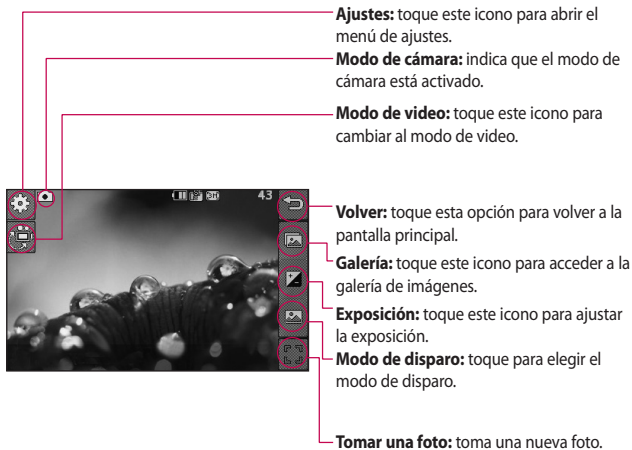 Ajustes: toque este icono para abrir el
menú de ajustes.
Modo de cámara: indica que el modo de
cámara está activado.
Modo de video: toque este icono para
cambiar al modo de video.
43
Volver: toque esta opción para volver a la
pantalla principal.
Galería: toque este icono para acceder a la
galería de imágenes.
Exposición: toque este icono para ajustar
la exposición.
Modo de disparo: toque para elegir el
modo de disparo.
Tomar una foto: toma una nueva foto.